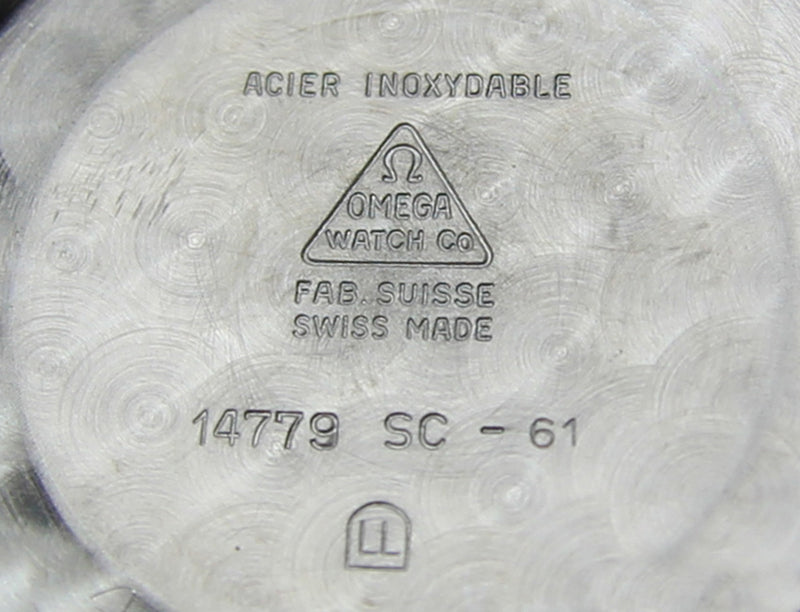 ACIER INOXYDABLE
Ω
OMEGA
WATCH Co
FAB. SUISSE
SWISS MADE
14779 SC - 61
LL